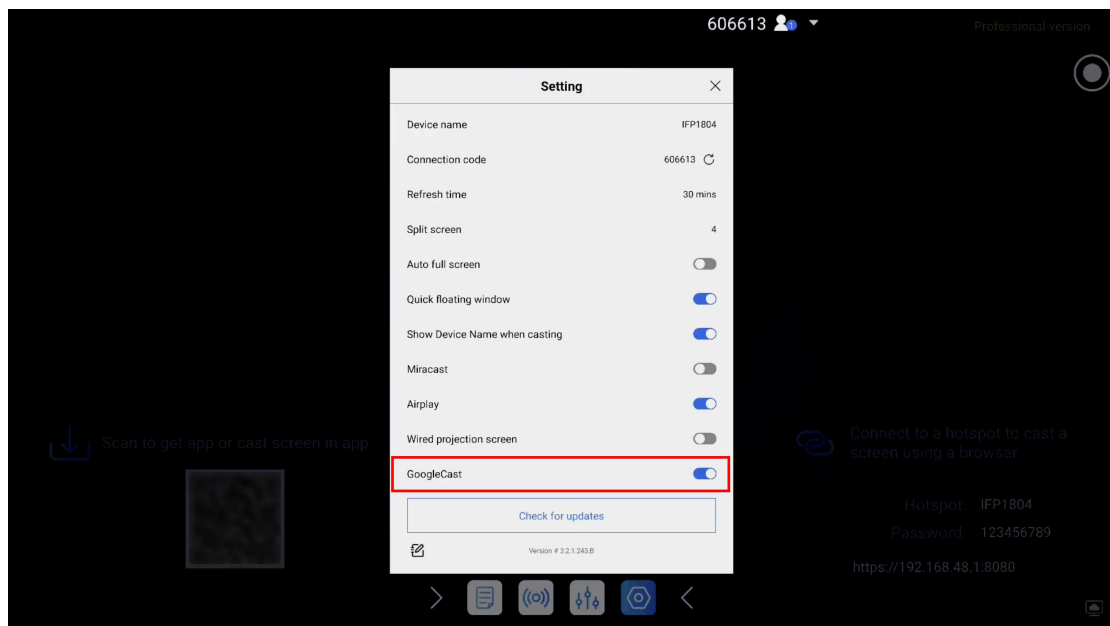 606613 1
Professional version
Setting
Device name IFP1804
Connection code 606613
Refresh time 30 mins
Split screen 4
Auto full screen
Quick floating window
Show Device Name when casting
Miracast
Airplay
Wired projection screen
GoogleCast
Check for updates
Version # 3.2.1.243.B
Scan to get app or cast screen in app
Connect to a hotspot to cast a
screen using a browser
Hotspot: IFP1804
Password: 123456789
https://192.168.48.1:8080